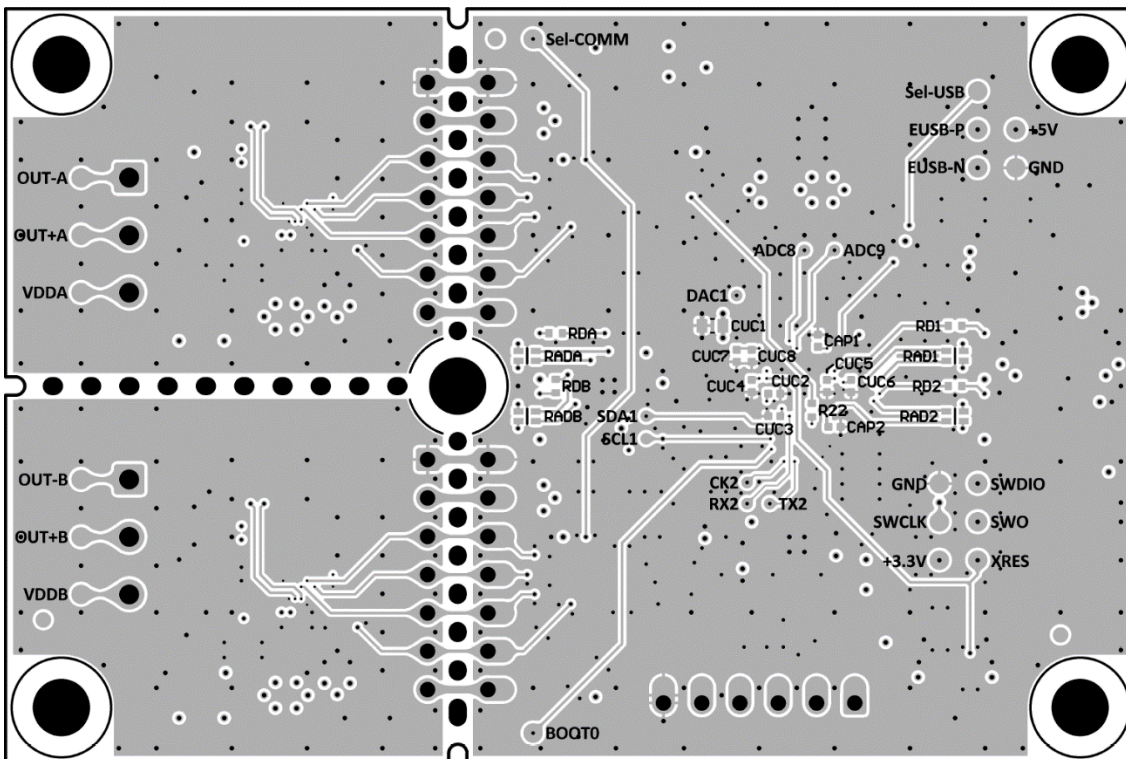 Sel-COMM
Sel-USB
EUSB-P
+5V
EUSB-N
GND
OUT-A
OUT+A
VDDA
ADC8
ADC9
DAC1
CUC1
CAP1
RDA
RD1
RADA
CUC7
CUC8
CUC5
RAD1
RDB
CUC4
CUC2
CUC6
RD2
RADB
SDA1
CUC3
R22
CAP2
RAD2
SCL1
OUT-B
OUT+B
VDDB
CK2
RX2
TX2
GND
SWDIO
SWCLK
SWO
+3.3V
XRES
BOOT0